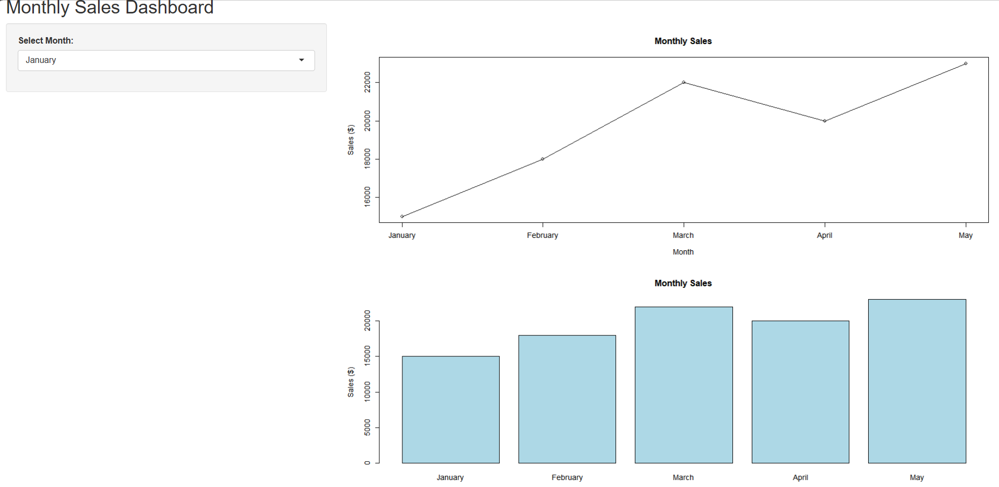 Monthly Sales Dashboard
Select Month:
January
Monthly Sales
Sales ($)
22000
20000
18000
16000
January February March April May
Month
Monthly Sales
Sales ($)
20000
15000
10000
5000
0
January February March April May